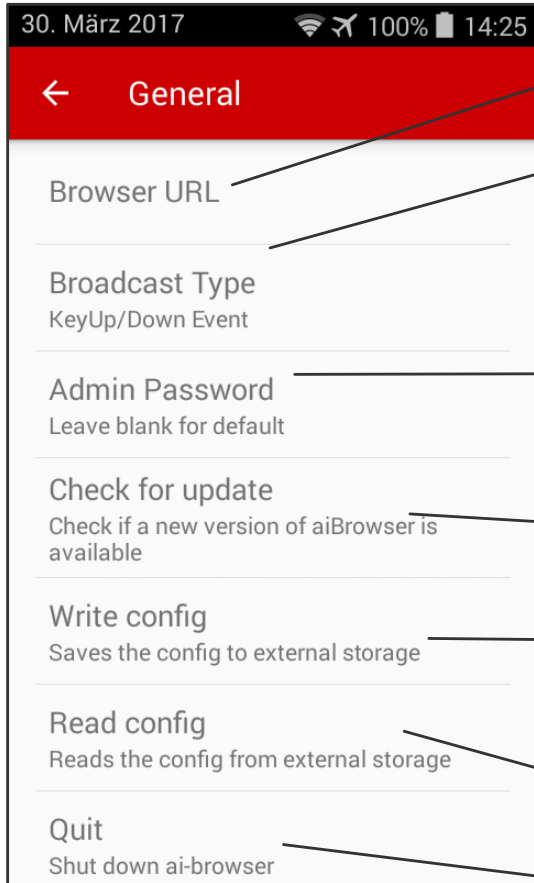 30. März 2017 100% 14:25
General
Browser URL
Broadcast Type
KeyUp/Down Event
Admin Password
Leave blank for default
Check for update
Check if a new version of aiBrowser is
available
Write config
Saves the config to external storage
Read config
Reads the config from external storage
Quit
Shut down ai-browser